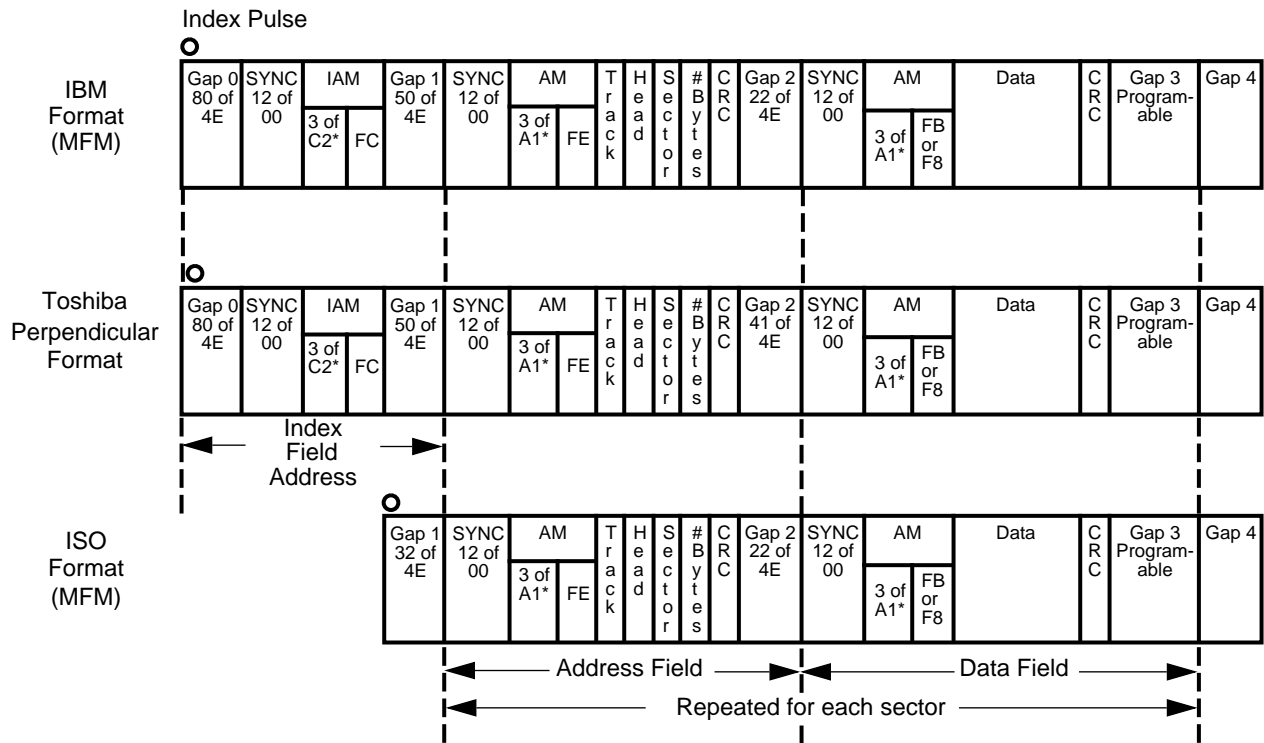 Index Pulse
IBM
Format
(MFM)
Gap 0
80 of
4E
SYNC
12 of
00
IAM
3 of
C2*
FC
Gap 1
50 of
4E
SYNC
12 of
00
AM
3 of
A1*
FE
Track
Head
Sector
#Bytes
CRC
Gap 2
22 of
4E
SYNC
12 of
00
AM
3 of
A1*
FB
or
F8
Data
CRC
Gap 3
Program-
able
Gap 4
Toshiba
Perpendicular
Format
Gap 0
80 of
4E
SYNC
12 of
00
IAM
3 of
C2*
FC
Gap 1
50 of
4E
SYNC
12 of
00
AM
3 of
A1*
FE
Track
Head
Sector
#Bytes
CRC
Gap 2
41 of
4E
SYNC
12 of
00
AM
3 of
A1*
FB
or
F8
Data
CRC
Gap 3
Program-
able
Gap 4
Index
Field
Address
ISO
Format
(MFM)
Gap 1
32 of
4E
SYNC
12 of
00
AM
3 of
A1*
FE
Track
Head
Sector
#Bytes
CRC
Gap 2
22 of
4E
SYNC
12 of
00
AM
3 of
A1*
FB
or
F8
Data
CRC
Gap 3
Program-
able
Gap 4
Address Field
Data Field
Repeated for each sector